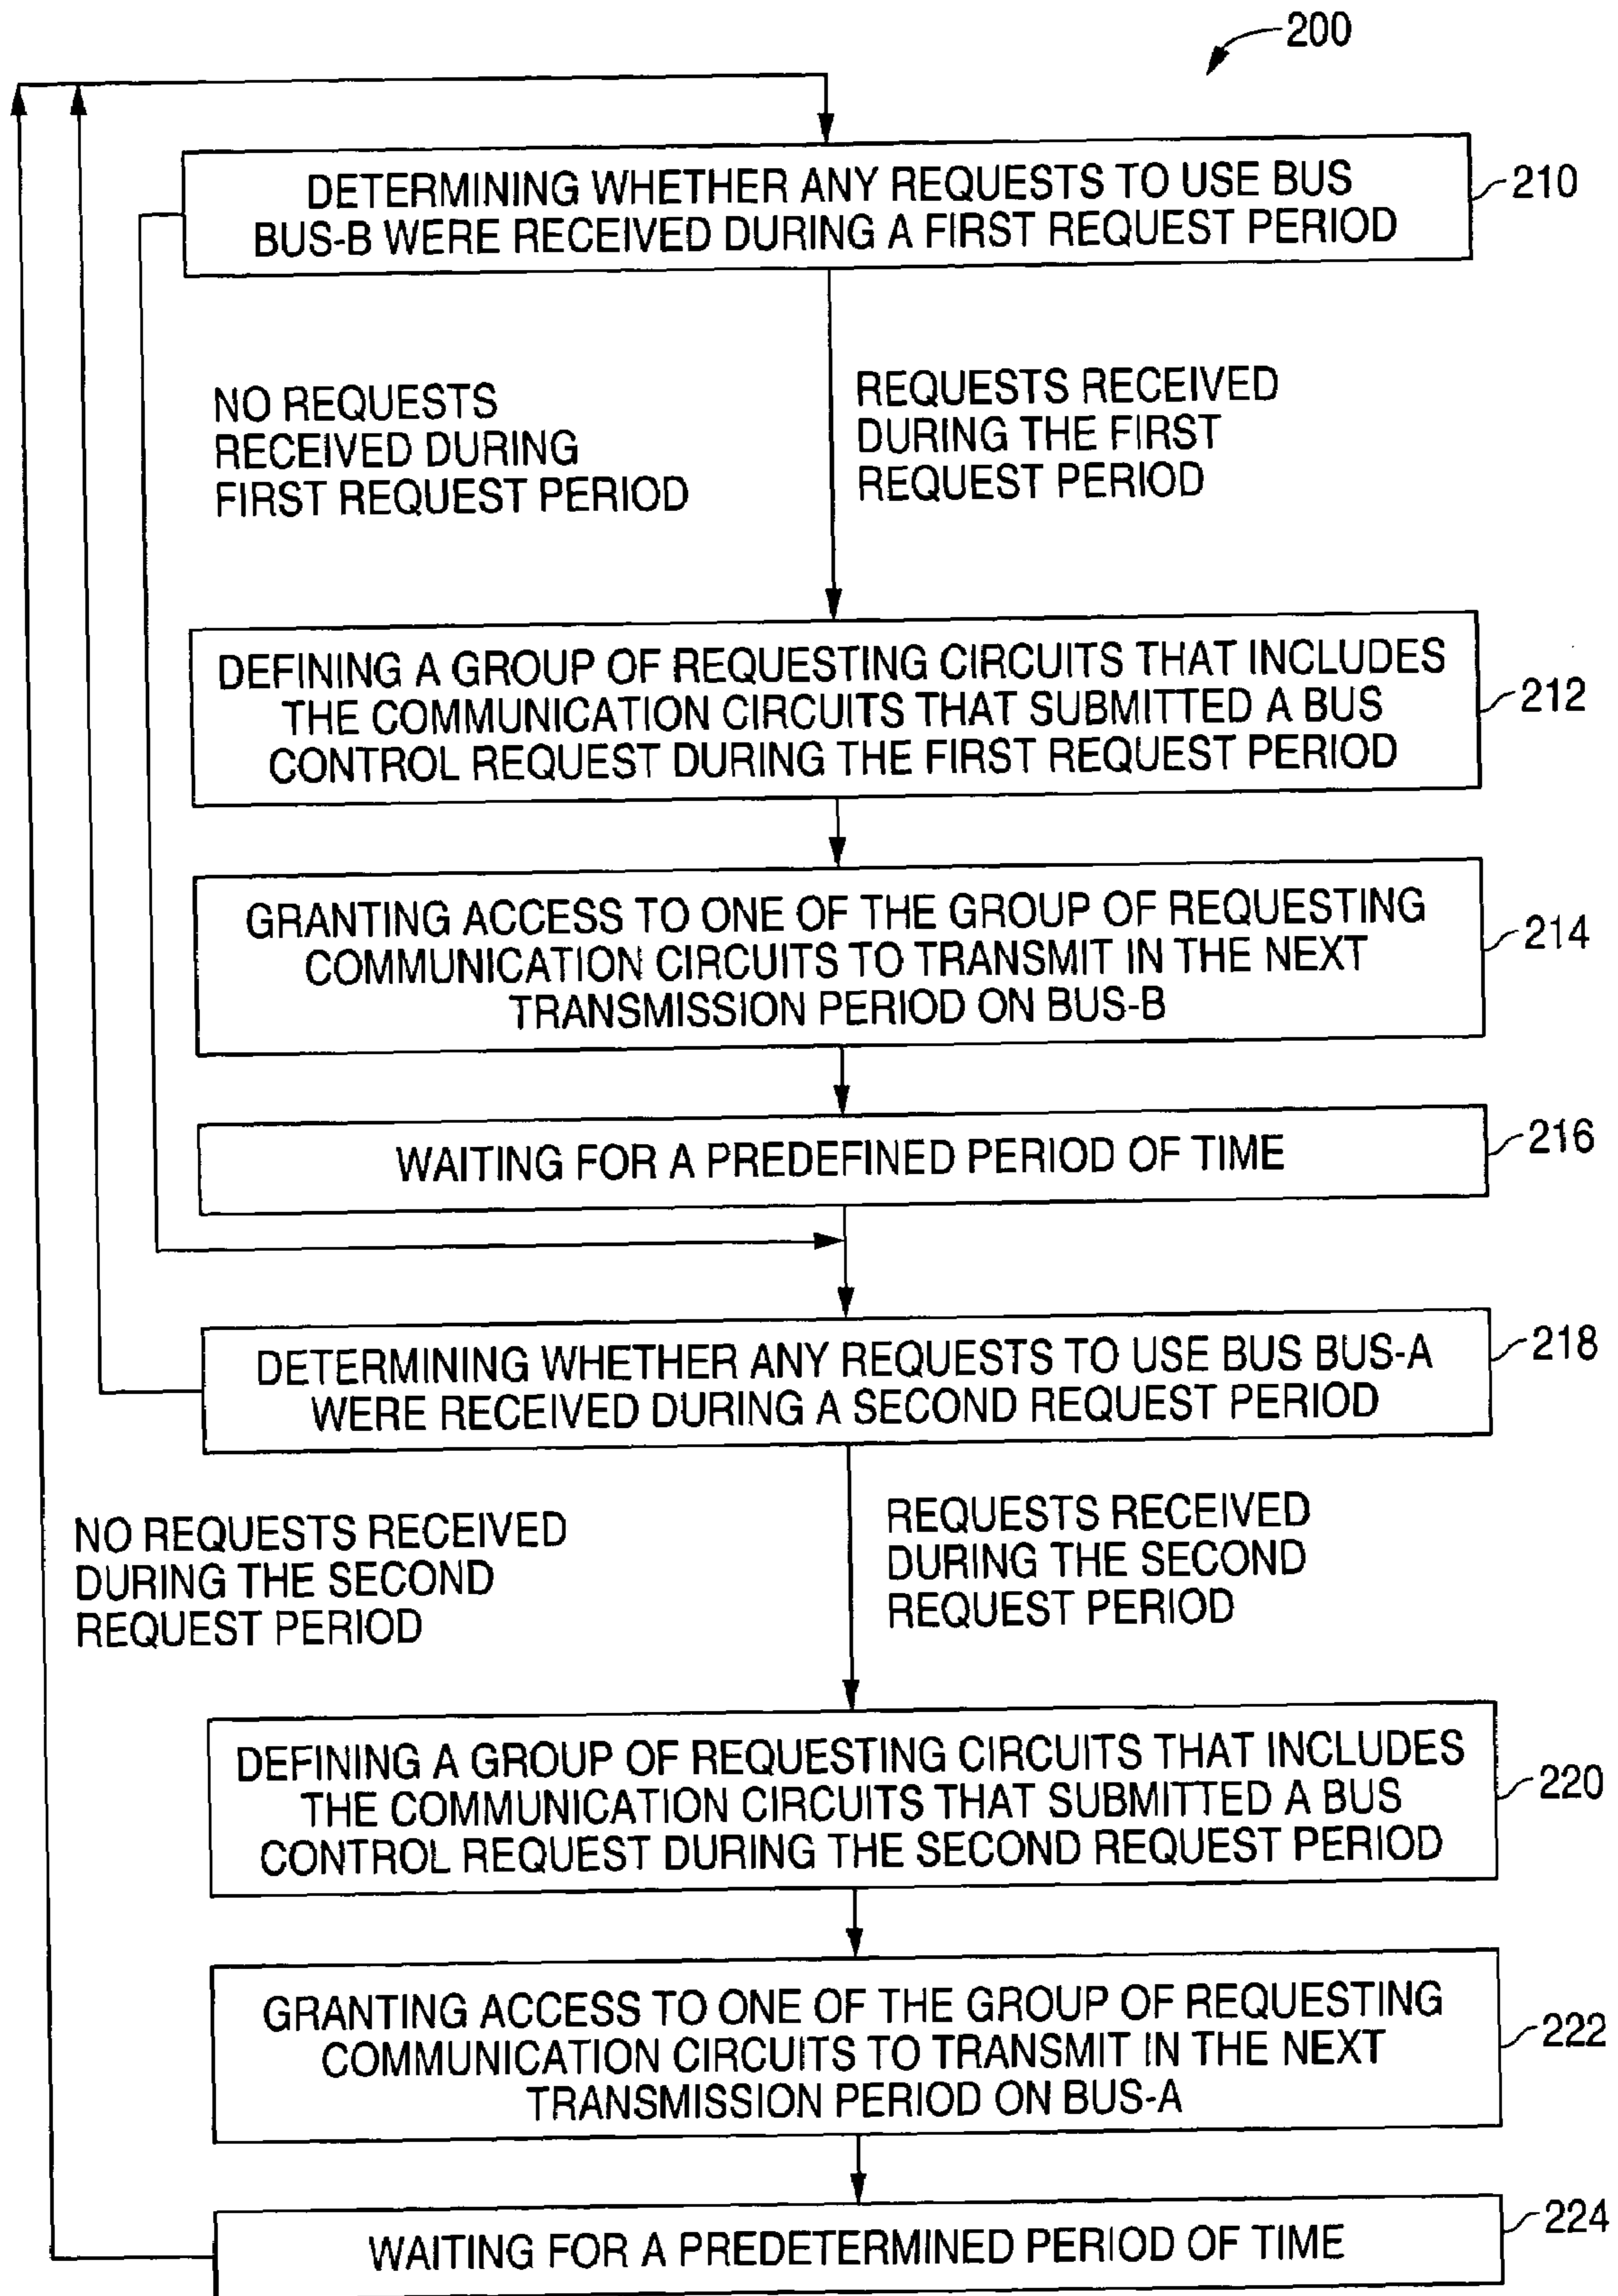 200
DETERMINING WHETHER ANY REQUESTS TO USE BUS
BUS-B WERE RECEIVED DURING A FIRST REQUEST PERIOD
210
NO REQUESTS
RECEIVED DURING
FIRST REQUEST PERIOD
REQUESTS RECEIVED
DURING THE FIRST
REQUEST PERIOD
DEFINING A GROUP OF REQUESTING CIRCUITS THAT INCLUDES
THE COMMUNICATION CIRCUITS THAT SUBMITTED A BUS
CONTROL REQUEST DURING THE FIRST REQUEST PERIOD
212
GRANTING ACCESS TO ONE OF THE GROUP OF REQUESTING
COMMUNICATION CIRCUITS TO TRANSMIT IN THE NEXT
TRANSMISSION PERIOD ON BUS-B
214
WAITING FOR A PREDEFINED PERIOD OF TIME
216
DETERMINING WHETHER ANY REQUESTS TO USE BUS BUS-A
WERE RECEIVED DURING A SECOND REQUEST PERIOD
218
NO REQUESTS RECEIVED
DURING THE SECOND
REQUEST PERIOD
REQUESTS RECEIVED
DURING THE SECOND
REQUEST PERIOD
DEFINING A GROUP OF REQUESTING CIRCUITS THAT INCLUDES
THE COMMUNICATION CIRCUITS THAT SUBMITTED A BUS
CONTROL REQUEST DURING THE SECOND REQUEST PERIOD
220
GRANTING ACCESS TO ONE OF THE GROUP OF REQUESTING
COMMUNICATION CIRCUITS TO TRANSMIT IN THE NEXT
TRANSMISSION PERIOD ON BUS-A
222
WAITING FOR A PREDETERMINED PERIOD OF TIME
224